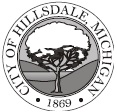 CITY OF HILLSDALE, MICHIGAN
• 1869 •